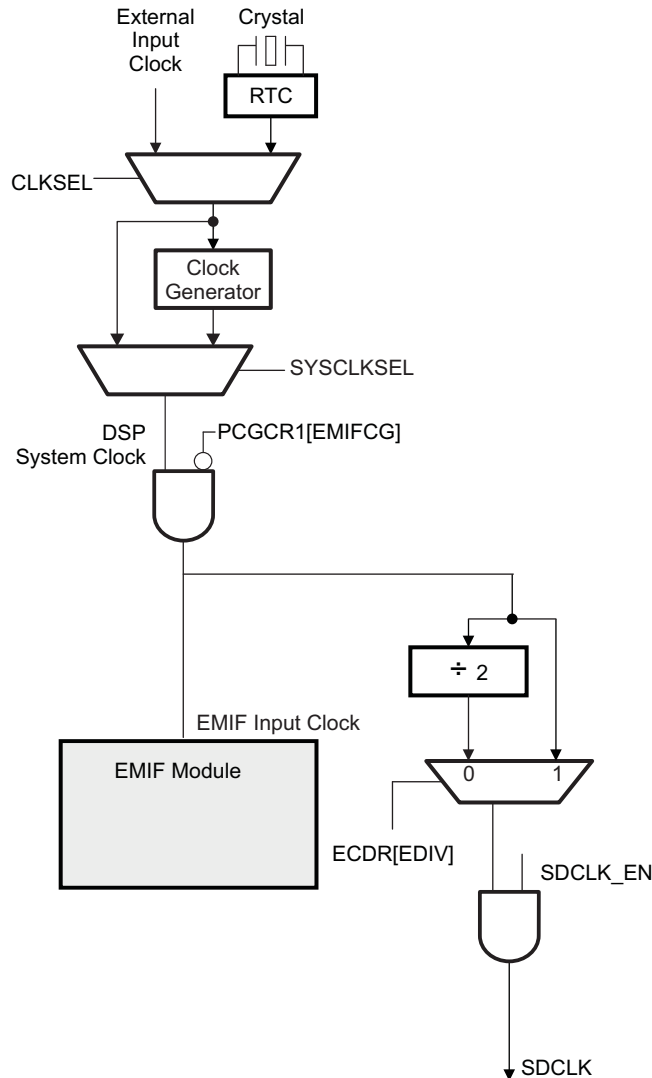 External
Input
Clock
Crystal
RTC
CLKSEL
Clock
Generator
SYSCLKSEL
DSP
System Clock
PCGCR1[EMIFCG]
÷ 2
EMIF Input Clock
EMIF Module
0 1
ECDR[EDIV]
SDCLK_EN
SDCLK